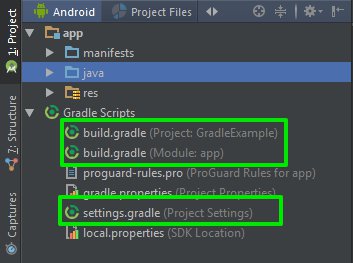 Android Project Files
1: Project
7: Structure
Captures
app
manifests
java
res
Gradle Scripts
build.gradle (Project: GradleExample)
build.gradle (Module: app)
proguard-rules.pro (ProGuard Rules for app)
gradle.properties (Project Properties)
settings.gradle (Project Settings)
local.properties (SDK Location)